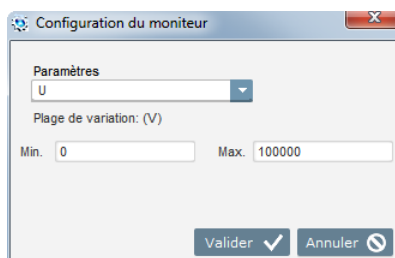 Configuration du moniteur
Paramètres
U
Plage de variation: (V)
Min. 0 Max. 100000
Valider Annuler